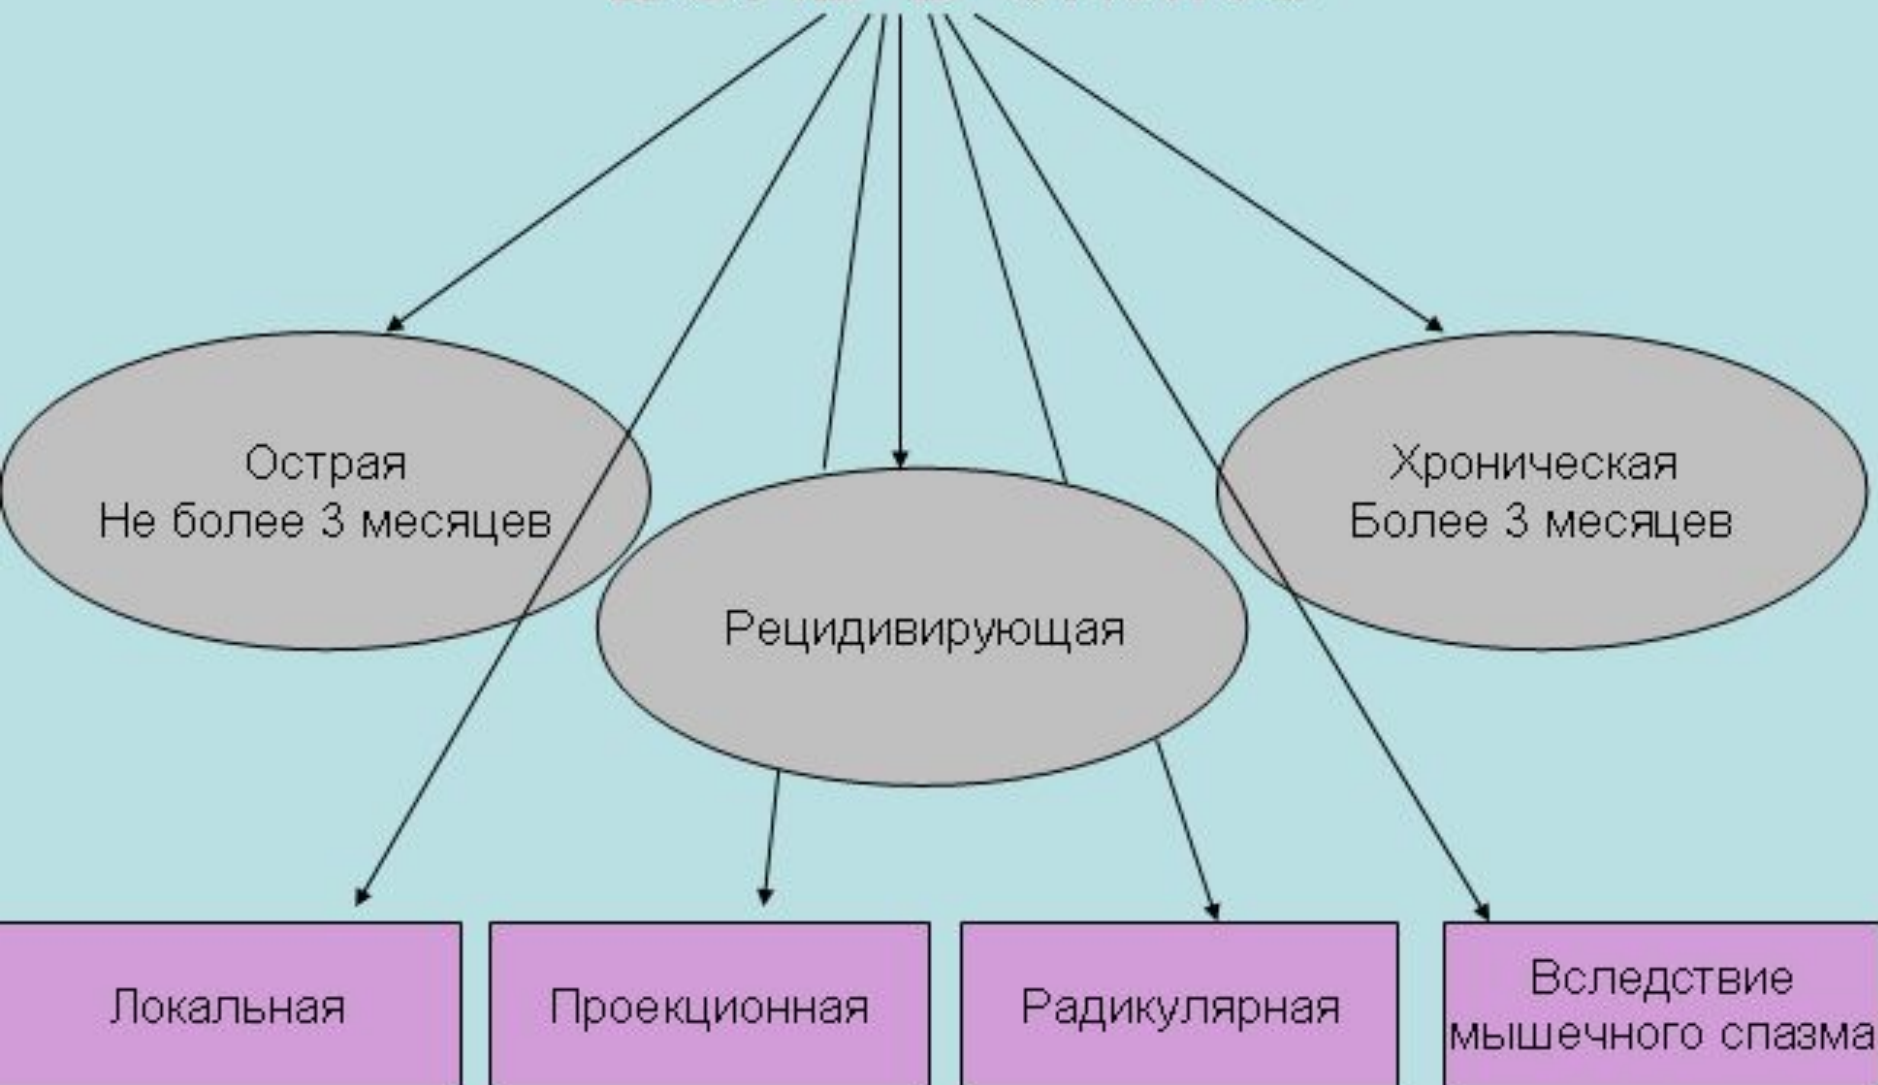 Острая
Не более 3 месяцев
Хроническая
Более 3 месяцев
Рецидивирующая
Локальная
Проекционная
Радикулярная
Вследствие
мышечного спазма